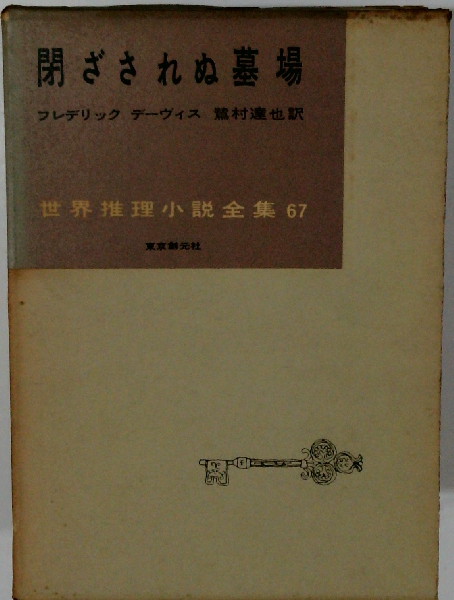 閉ざされぬ墓場
フレデリック デーヴィス 鷺村達也訳
世界推理小説全集 67
東京創元社